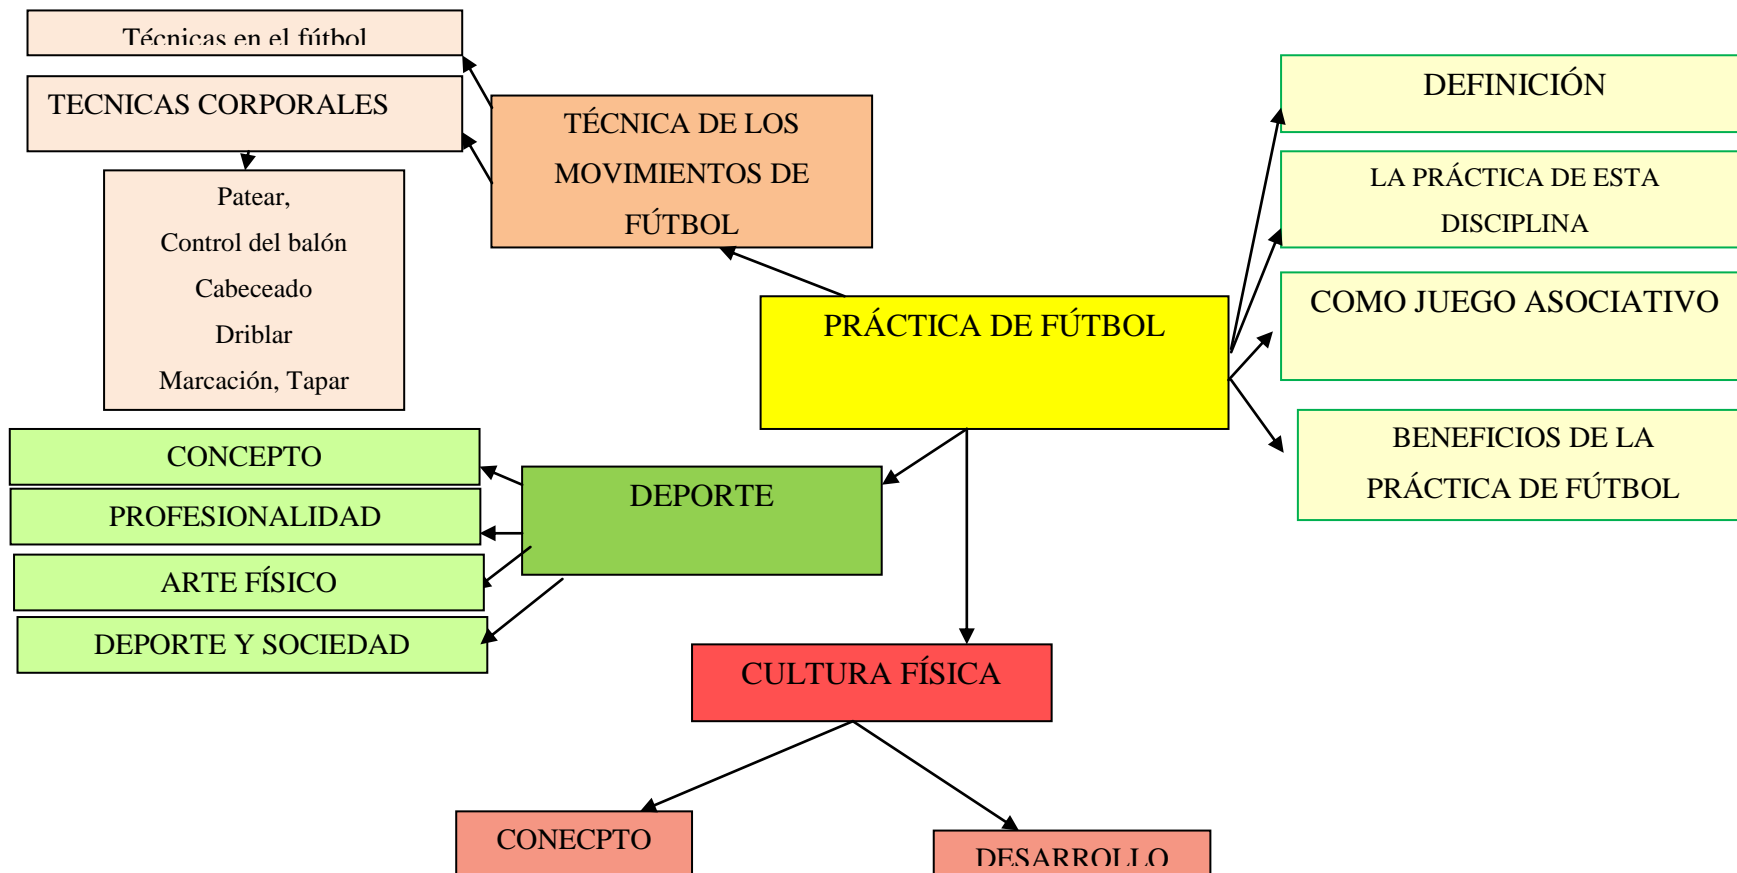 Técnicas en el fútbol
TECNICAS CORPORALES
Patear,
Control del balón
Cabeceado
Driblar
Marcación, Tapar
TÉCNICA DE LOS
MOVIMIENTOS DE
FÚTBOL
DEFINICIÓN
LA PRÁCTICA DE ESTA
DISCIPLINA
COMO JUEGO ASOCIATIVO
BENEFICIOS DE LA
PRÁCTICA DE FÚTBOL
PRÁCTICA DE FÚTBOL
CONCEPTO
PROFESIONALIDAD
ARTE FÍSICO
DEPORTE Y SOCIEDAD
DEPORTE
CULTURA FÍSICA
CONECPTO
DESARROLLO